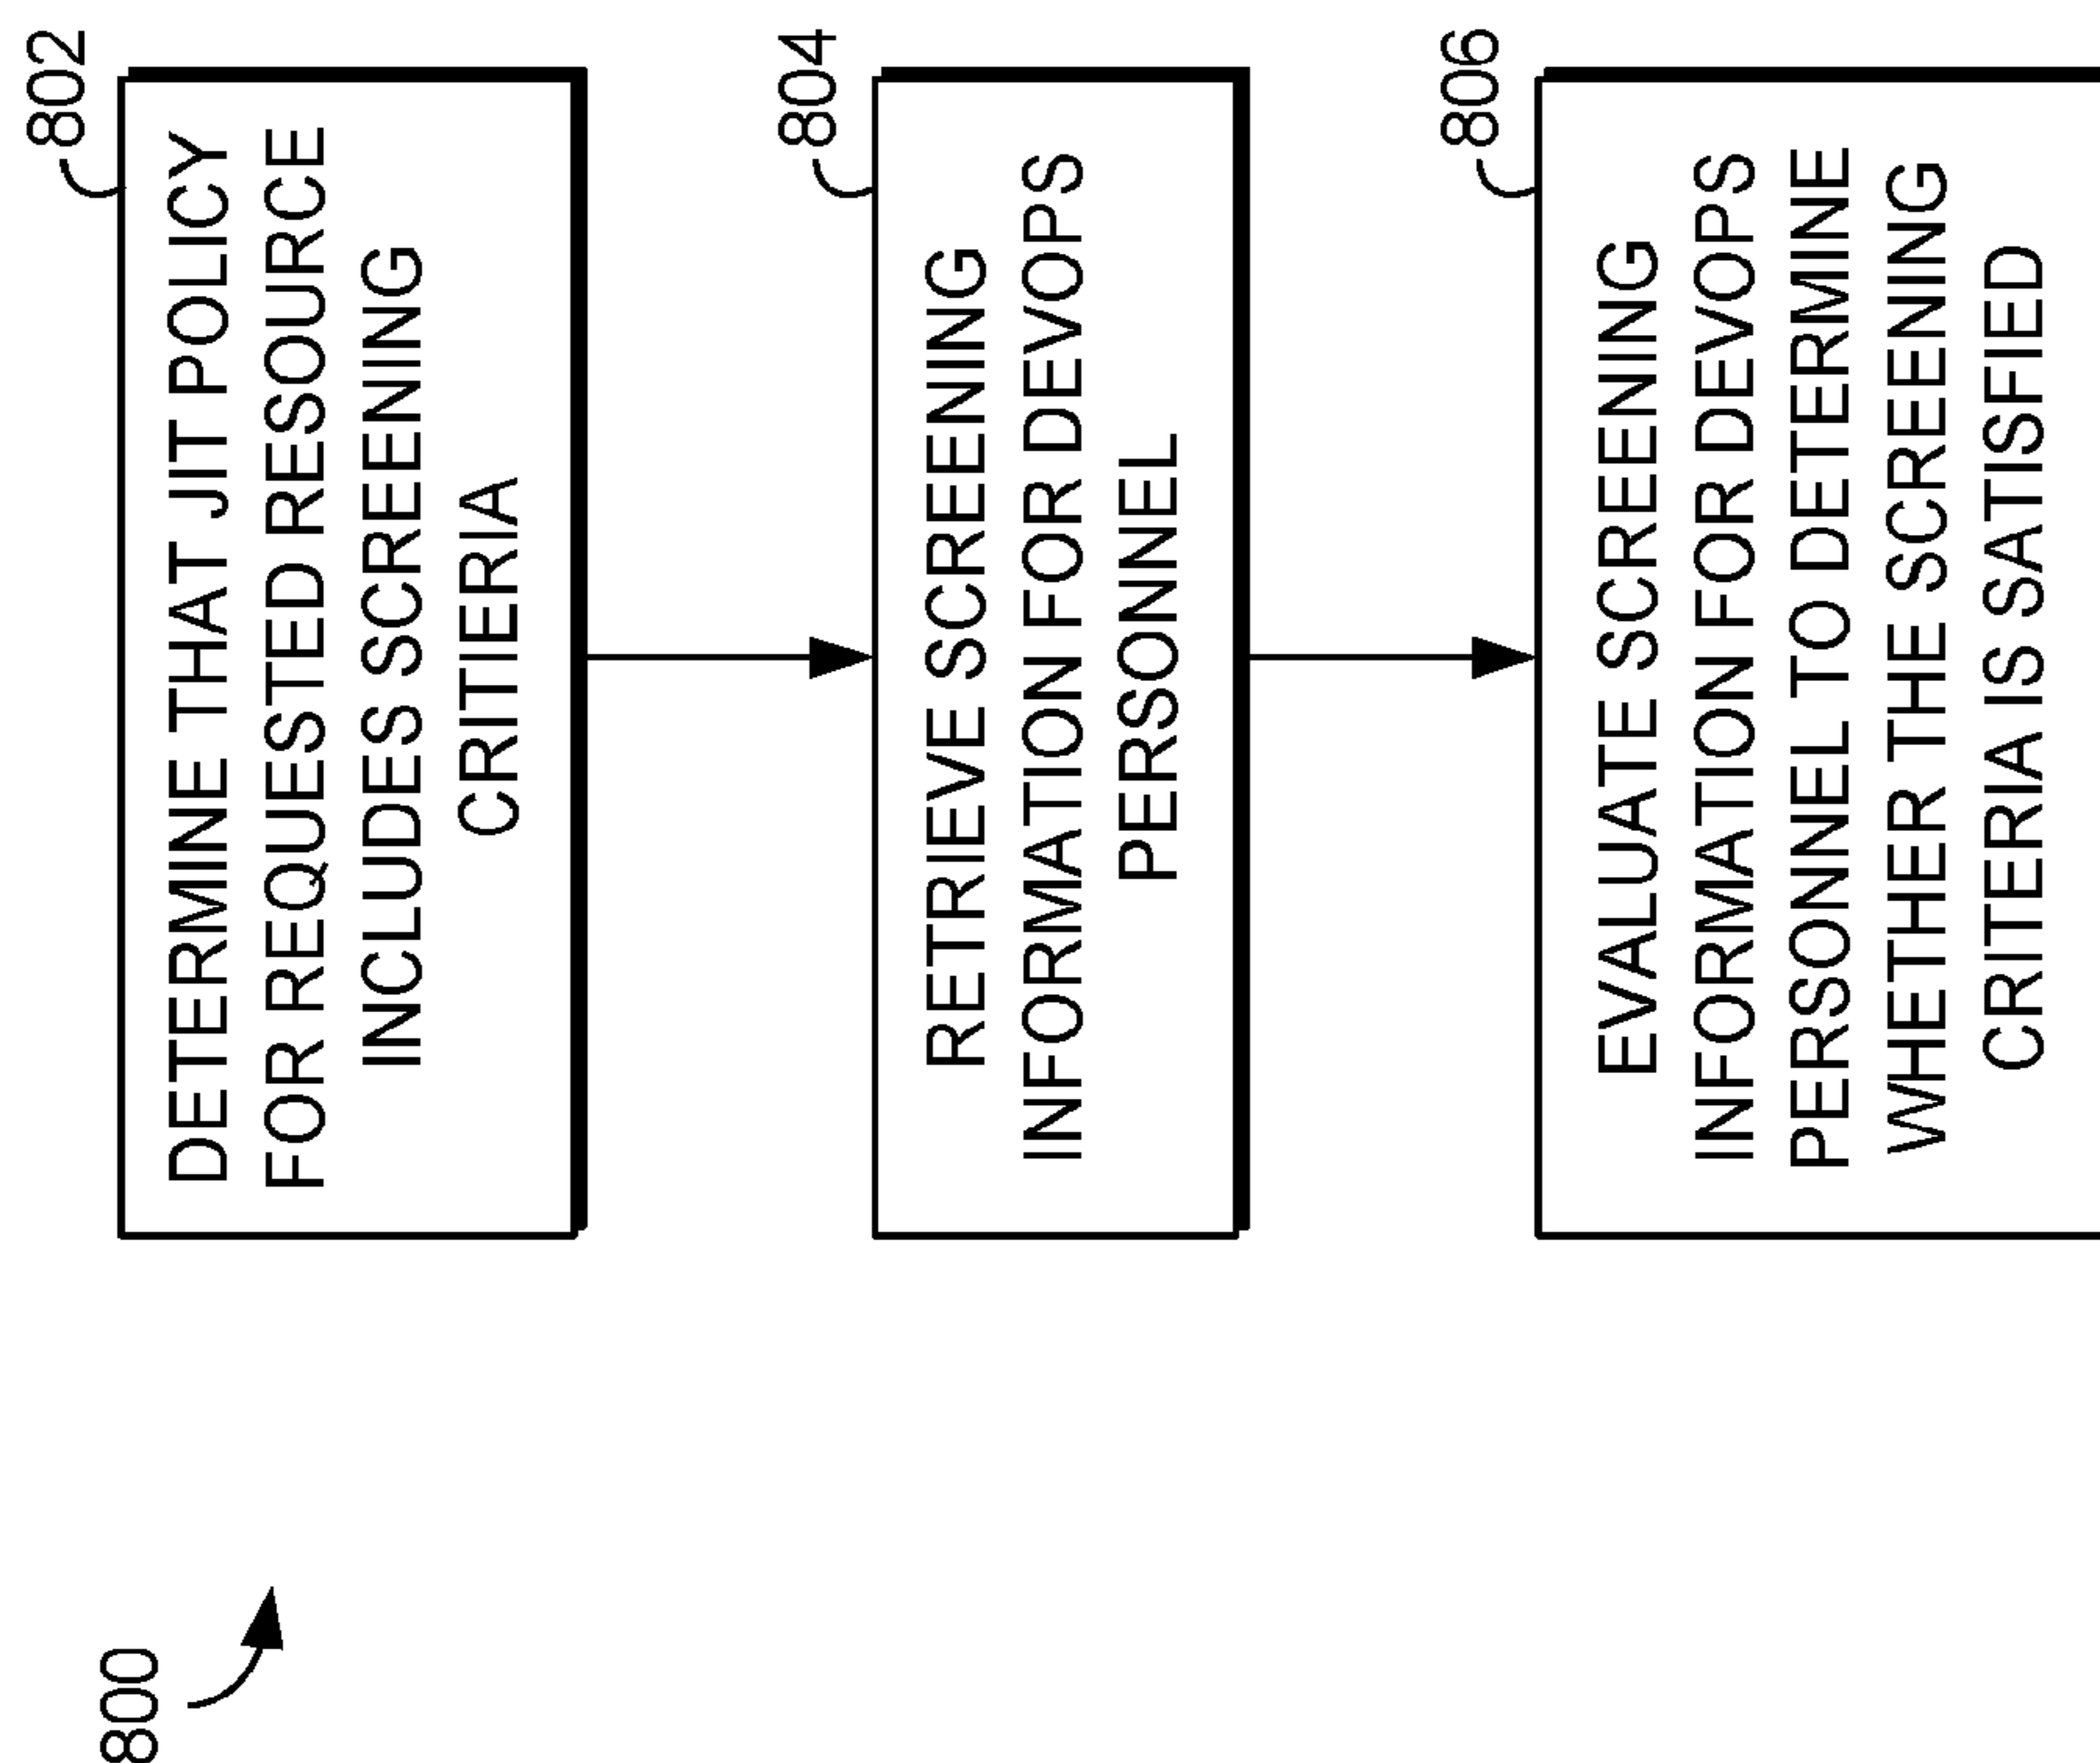 800
802
DETERMINE THAT JIT POLICY
FOR REQUESTED RESOURCE
INCLUDES SCREENING
CRITIERIA
804
RETRIEVE SCREENING
INFORMATION FOR DEVOPS
PERSONNEL
806
EVALUATE SCREENING
INFORMATION FOR DEVOPS
PERSONNEL TO DETERMINE
WHETHER THE SCREENING
CRITERIA IS SATISFIED